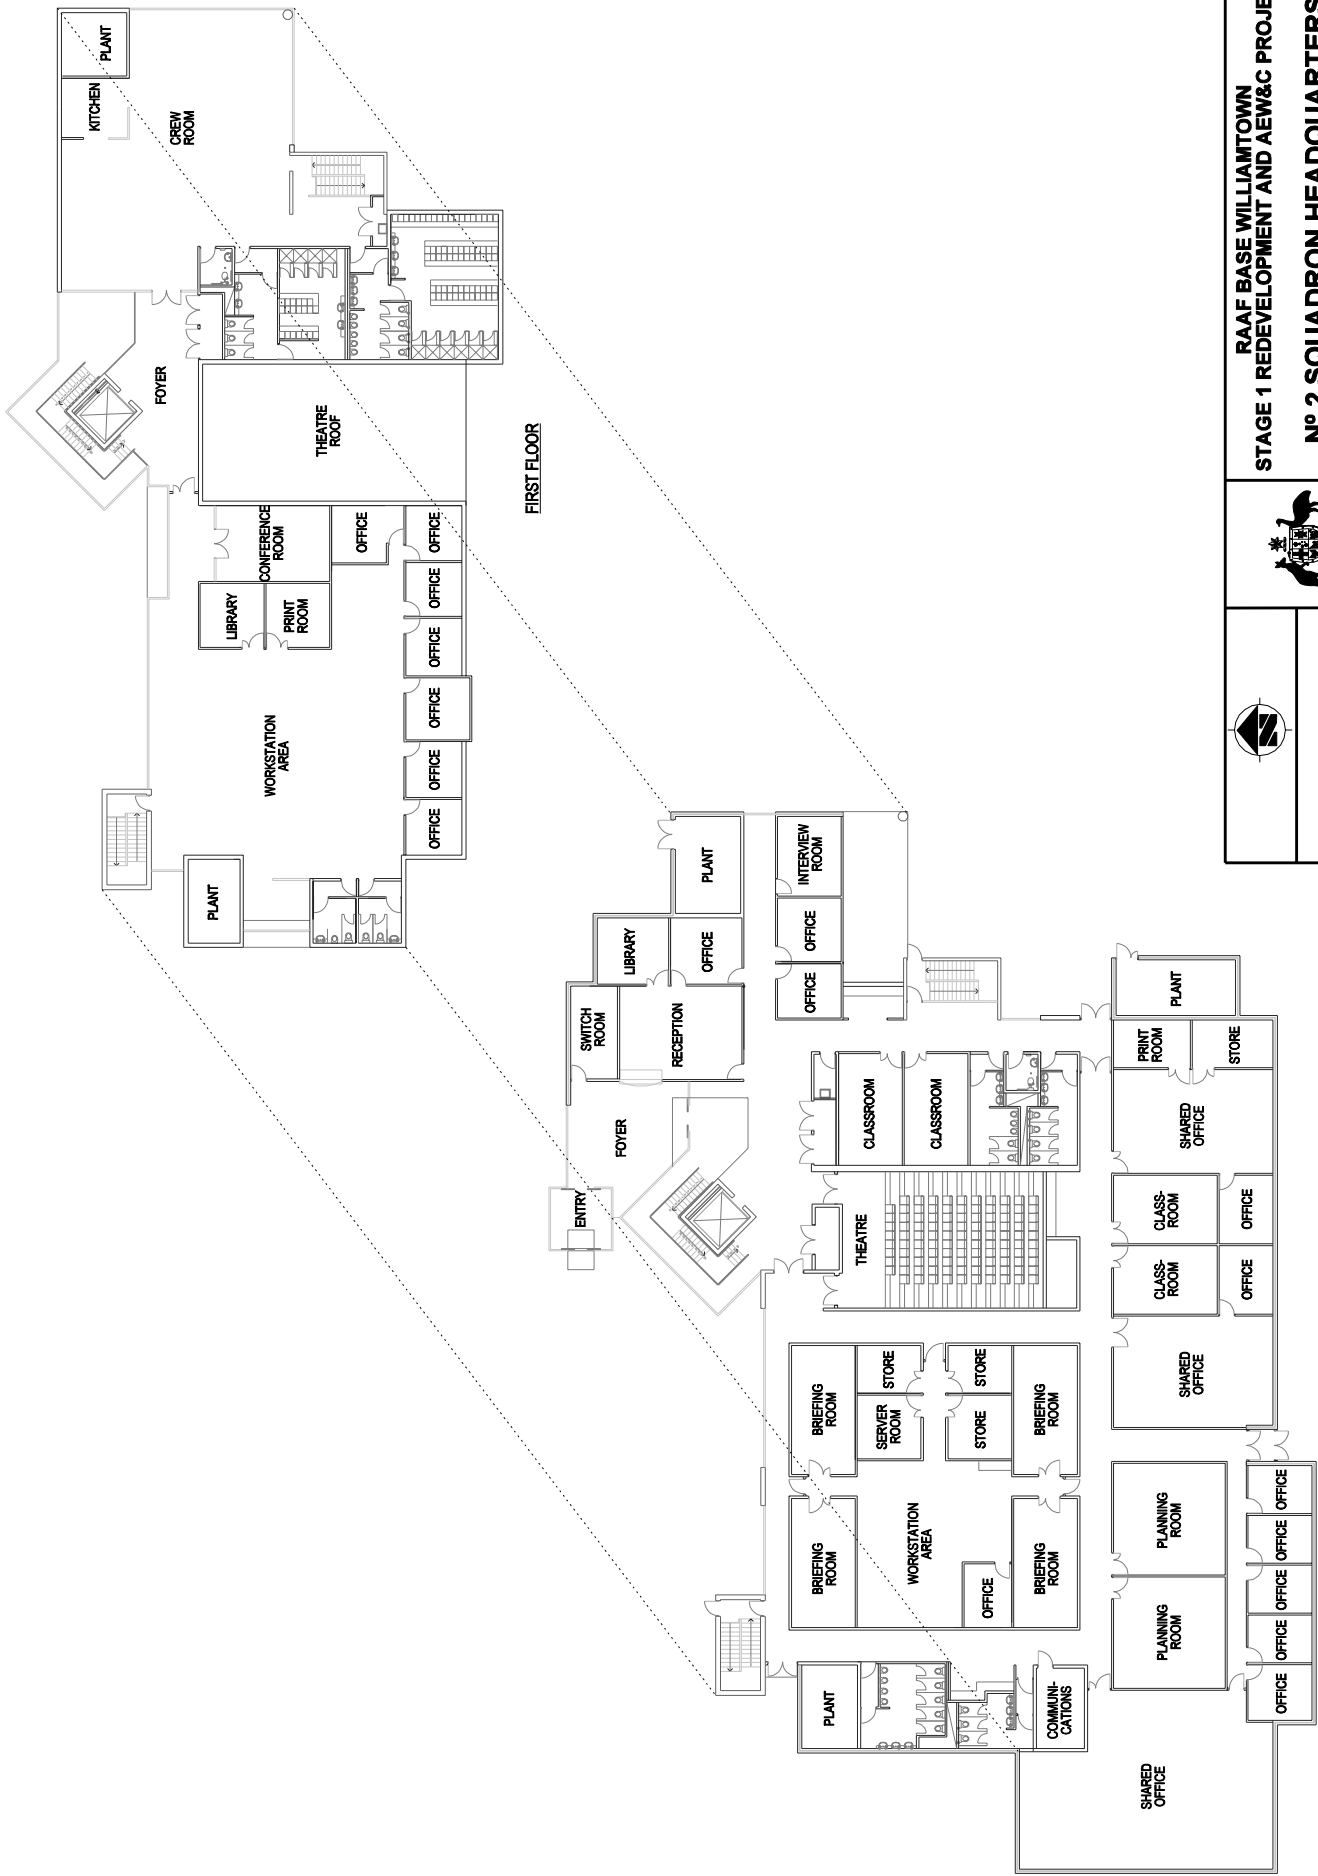 PLANT
KITCHEN
CREW
ROOM
FOYER
THEATRE
ROOF
CONFERENCE
ROOM
OFFICE
OFFICE
LIBRARY
PRINT
ROOM
OFFICE
OFFICE
OFFICE
OFFICE
OFFICE
WORKSTATION
AREA
PLANT
FIRST FLOOR
PLANT
INTERVIEW
ROOM
LIBRARY
OFFICE
OFFICE
OFFICE
SWITCH
ROOM
RECEPTION
FOYER
ENTRY
CLASSROOM
CLASSROOM
THEATRE
PLANT
PRINT
ROOM
STORE
SHARED
OFFICE
CLASS-
ROOM
OFFICE
CLASS-
ROOM
OFFICE
SHARED
OFFICE
BRIEFING
ROOM
STORE
SERVER
ROOM
STORE
STORE
BRIEFING
ROOM
BRIEFING
ROOM
WORKSTATION
AREA
OFFICE
BRIEFING
ROOM
PLANNING
ROOM
PLANNING
ROOM
OFFICE
OFFICE
OFFICE
OFFICE
OFFICE
PLANT
COMMUNI-
CATIONS
SHARED
OFFICE
N
RAAF BASE WILLIAMTOWN
STAGE 1 REDEVELOPMENT AND AEW&C PROJE
Nº 2 SQUADRON HEADQUARTERS